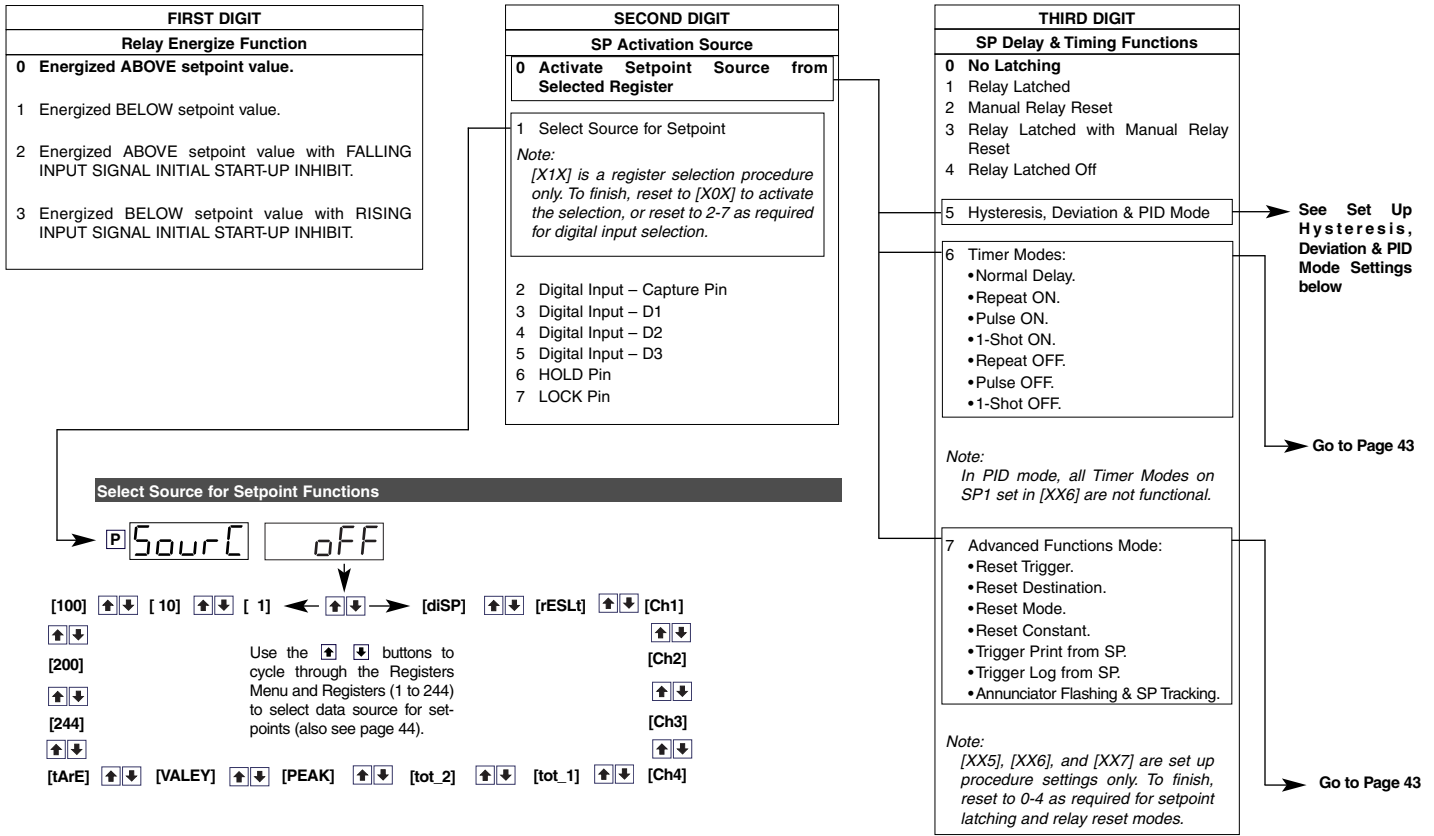 FIRST DIGIT
Relay Energize Function
0 Energized ABOVE setpoint value.
1 Energized BELOW setpoint value.
2 Energized ABOVE setpoint value with FALLING
INPUT SIGNAL INITIAL START-UP INHIBIT.
3 Energized BELOW setpoint value with RISING
INPUT SIGNAL INITIAL START-UP INHIBIT.
SECOND DIGIT
SP Activation Source
0 Activate Setpoint Source from
Selected Register
1 Select Source for Setpoint
Note:
[X1X] is a register selection procedure
only. To finish, reset to [X0X] to activate
the selection, or reset to 2-7 as required
for digital input selection.
2 Digital Input – Capture Pin
3 Digital Input – D1
4 Digital Input – D2
5 Digital Input – D3
6 HOLD Pin
7 LOCK Pin
THIRD DIGIT
SP Delay & Timing Functions
0 No Latching
1 Relay Latched
2 Manual Relay Reset
3 Relay Latched with Manual Relay
Reset
4 Relay Latched Off
5 Hysteresis, Deviation & PID Mode
See Set Up
Hysteresis,
Deviation & PID
Mode Settings
below
6 Timer Modes:
•Normal Delay.
•Repeat ON.
•Pulse ON.
•1-Shot ON.
•Repeat OFF.
•Pulse OFF.
•1-Shot OFF.
Go to Page 43
Note:
In PID mode, all Timer Modes on
SP1 set in [XX6] are not functional.
7 Advanced Functions Mode:
•Reset Trigger.
•Reset Destination.
•Reset Mode.
•Reset Constant.
•Trigger Print from SP.
•Trigger Log from SP.
•Annunciator Flashing & SP Tracking.
Go to Page 43
Note:
[XX5], [XX6], and [XX7] are set up
procedure settings only. To finish,
reset to 0-4 as required for setpoint
latching and relay reset modes.
Select Source for Setpoint Functions
P SourC oFF
[100] [ 10] [ 1] [diSP] [rESLt] [Ch1]
[200] [Ch2]
[244] [Ch3]
[tArE] [VALEY] [PEAK] [tot_2] [tot_1] [Ch4]
Use the buttons to
cycle through the Registers
Menu and Registers (1 to 244)
to select data source for set-
points (also see page 44).